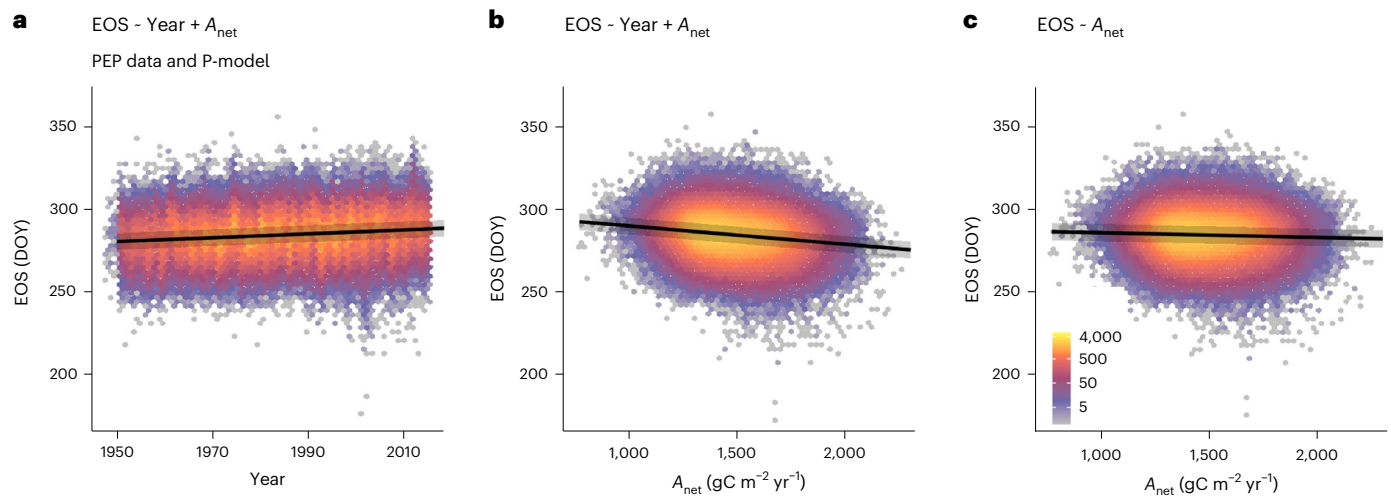 a
EOS ~ Year + Anet
PEP data and P-model
EOS (DOY)
350
300
250
200
1950
1970
1990
2010
Year
b
EOS ~ Year + Anet
EOS (DOY)
350
300
250
200
1,000
1,500
2,000
Anet (gC m−2 yr−1)
c
EOS ~ Anet
EOS (DOY)
350
300
250
200
4,000
500
50
5
1,000
1,500
2,000
Anet (gC m−2 yr−1)